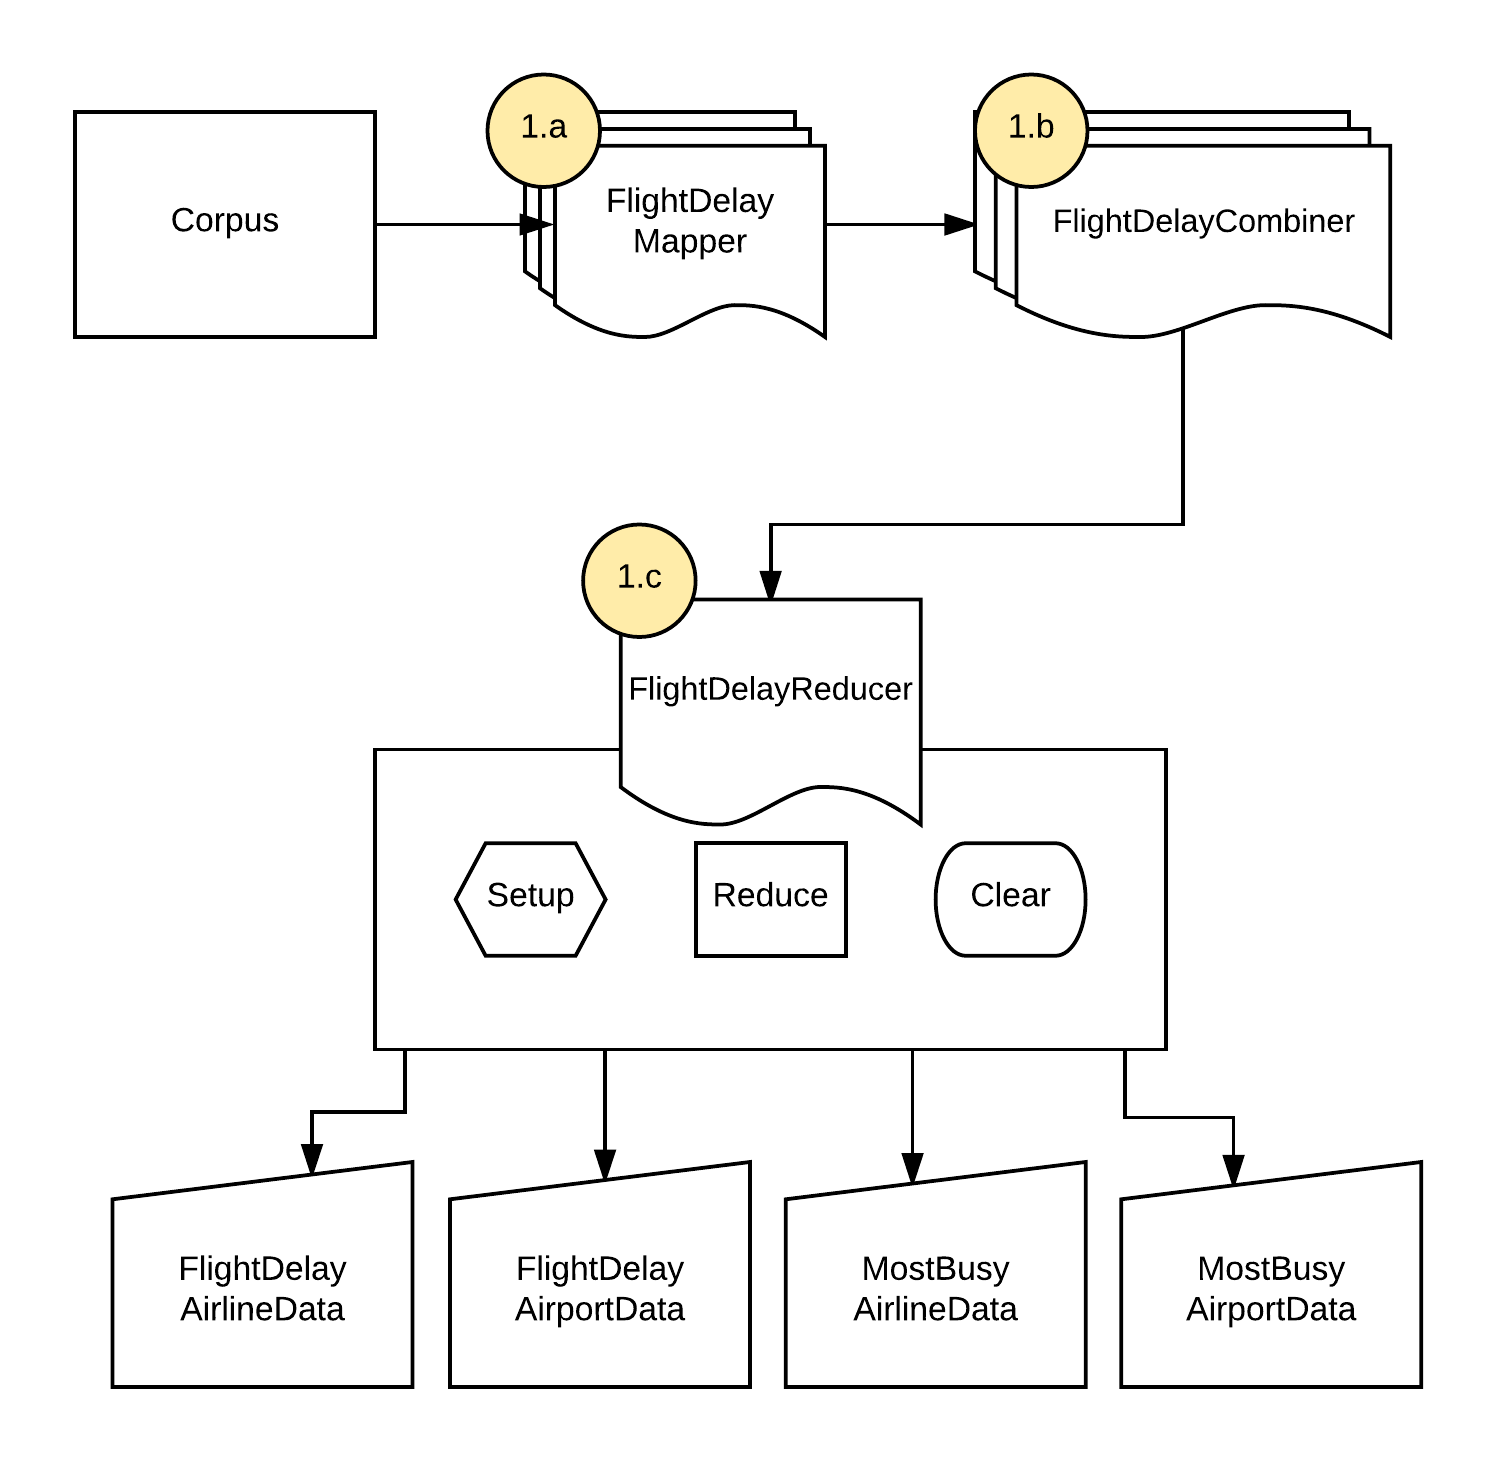 1.a
1.b
Corpus
FlightDelay
Mapper
FlightDelayCombiner
1.c
FlightDelayReducer
Setup
Reduce
Clear
FlightDelay
AirlineData
FlightDelay
AirportData
MostBusy
AirlineData
MostBusy
AirportData